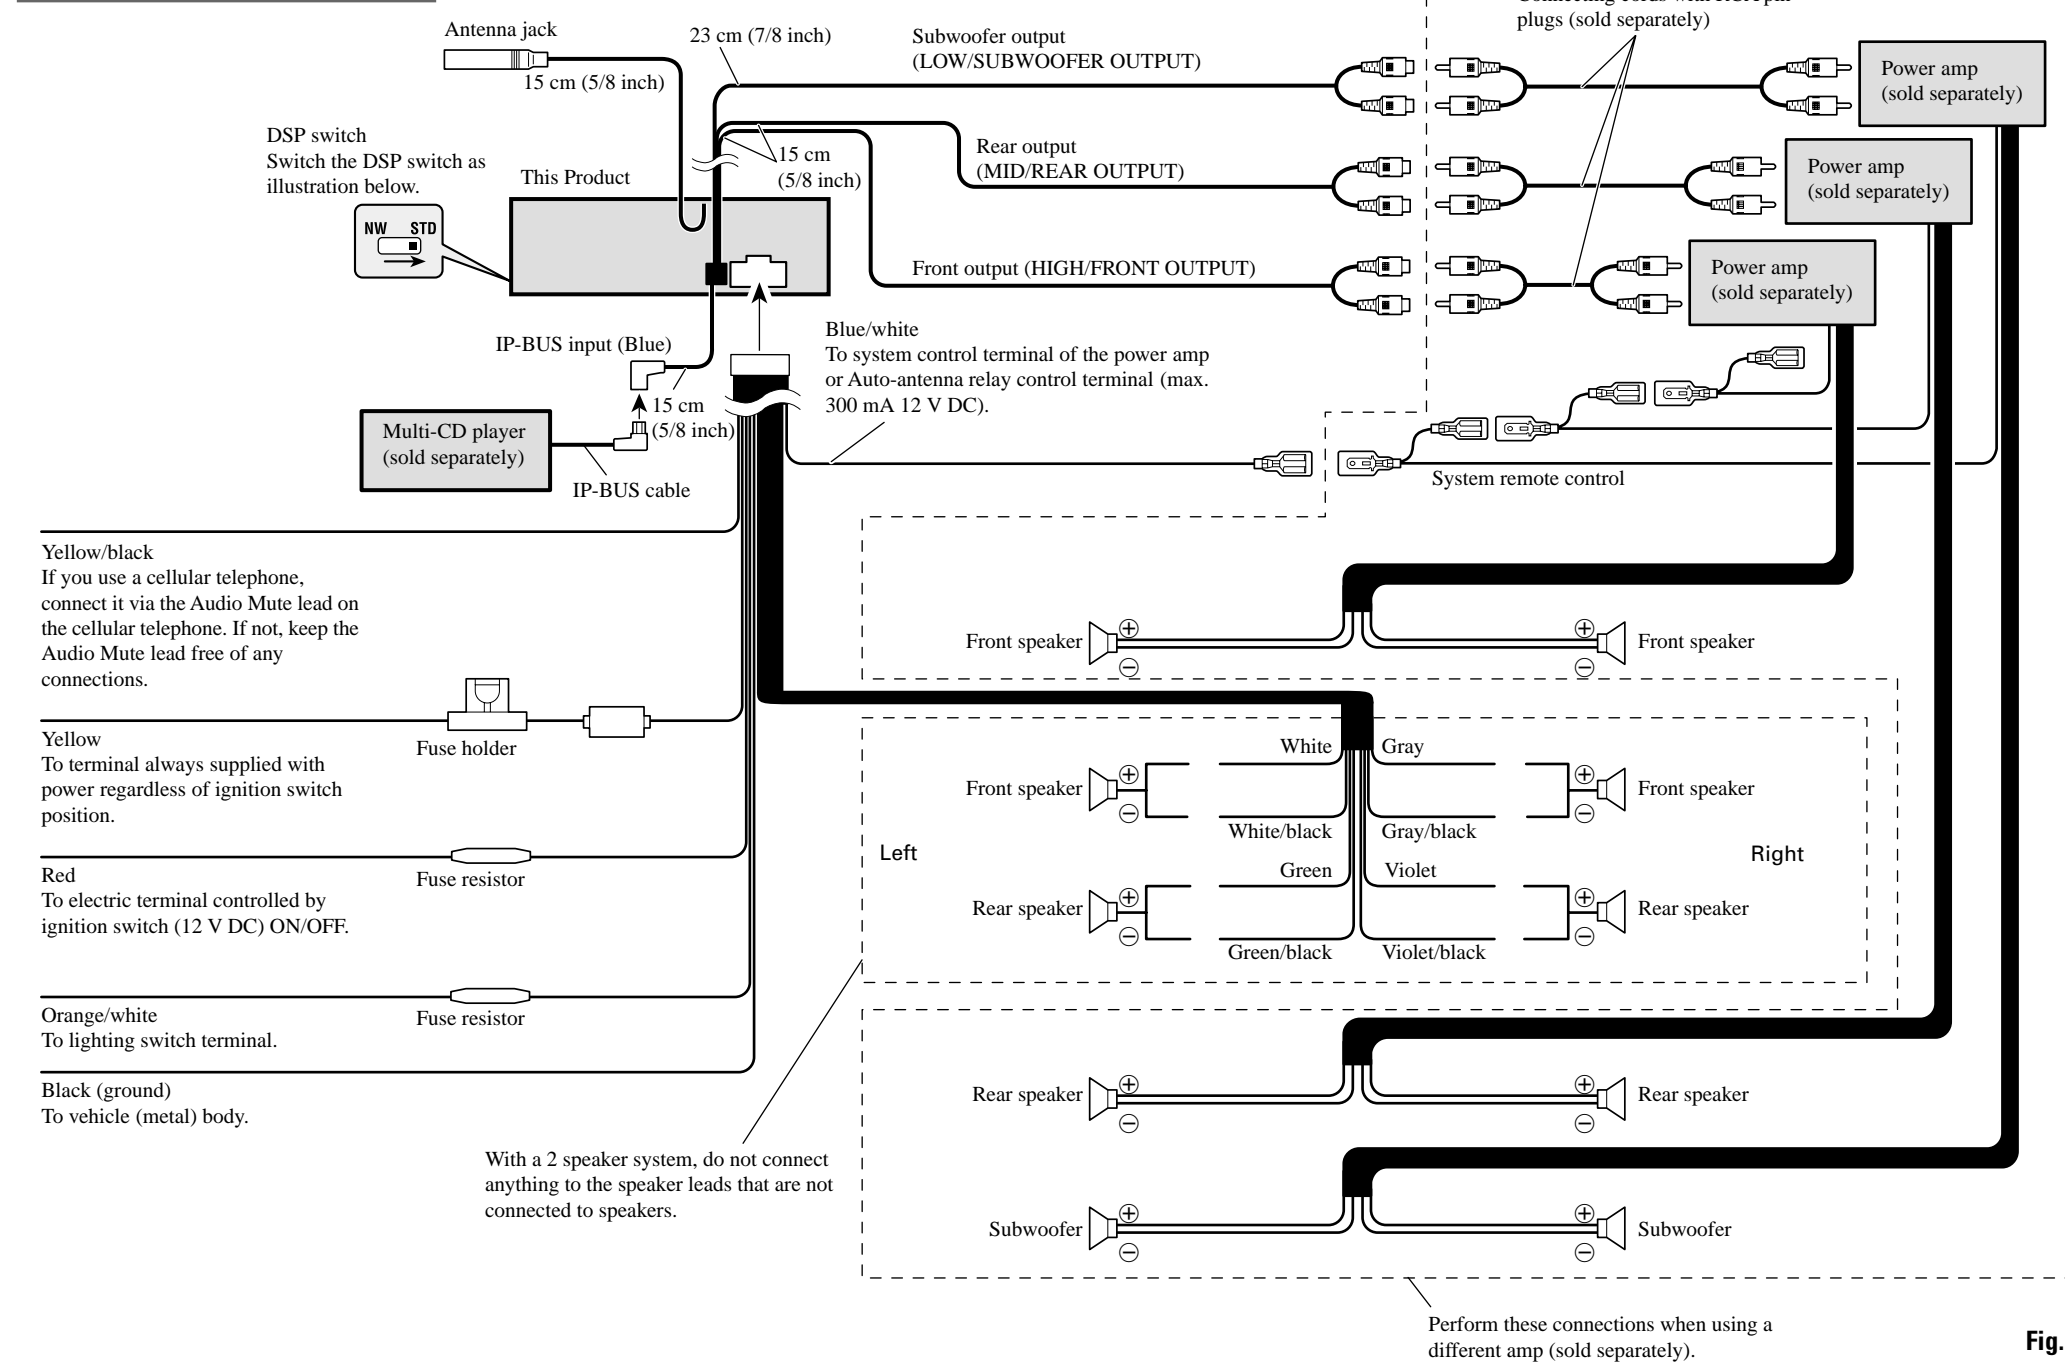 plugs (sold separately)
Antenna jack
23 cm (7/8 inch)
Subwoofer output
(LOW/SUBWOOFER OUTPUT)
15 cm (5/8 inch)
Power amp
(sold separately)
DSP switch
Switch the DSP switch as
illustration below.
This Product
15 cm
(5/8 inch)
Rear output
(MID/REAR OUTPUT)
Power amp
(sold separately)
NW STD
Front output (HIGH/FRONT OUTPUT)
Power amp
(sold separately)
IP-BUS input (Blue)
Blue/white
To system control terminal of the power amp
or Auto-antenna relay control terminal (max.
300 mA 12 V DC).
15 cm
(5/8 inch)
Multi-CD player
(sold separately)
IP-BUS cable
System remote control
Yellow/black
If you use a cellular telephone,
connect it via the Audio Mute lead on
the cellular telephone. If not, keep the
Audio Mute lead free of any
connections.
Front speaker
+
−
+
−
Front speaker
Yellow
To terminal always supplied with
power regardless of ignition switch
position.
Fuse holder
White
Gray
Front speaker
+
−
+
−
Front speaker
White/black
Gray/black
Left
Right
Red
To electric terminal controlled by
ignition switch (12 V DC) ON/OFF.
Fuse resistor
Green
Violet
Rear speaker
+
−
+
−
Rear speaker
Green/black
Violet/black
Orange/white
To lighting switch terminal.
Fuse resistor
Black (ground)
To vehicle (metal) body.
Rear speaker
+
−
+
−
Rear speaker
With a 2 speaker system, do not connect
anything to the speaker leads that are not
connected to speakers.
Subwoofer
+
−
+
−
Subwoofer
Perform these connections when using a
different amp (sold separately).
Fig.